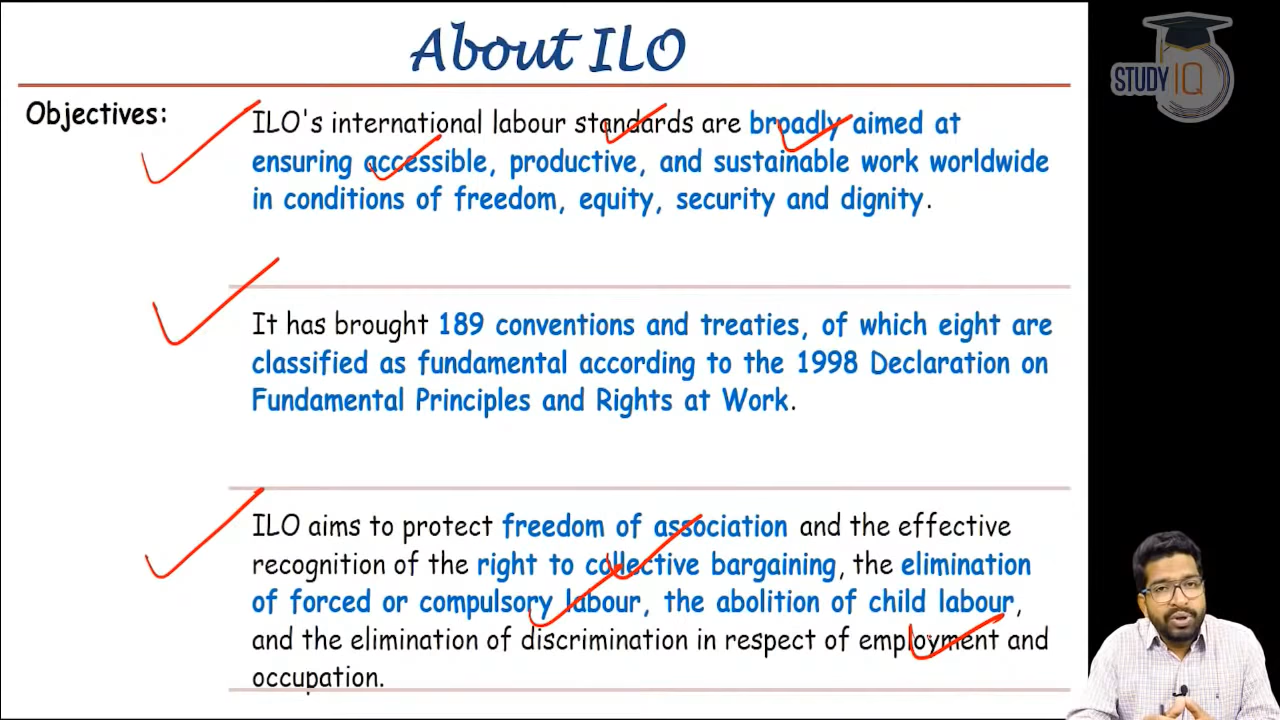 About ILO
STUDY IQ
Objectives:
ILO's international labour standards are broadly aimed at
ensuring accessible, productive, and sustainable work worldwide
in conditions of freedom, equity, security and dignity.
It has brought 189 conventions and treaties, of which eight are
classified as fundamental according to the 1998 Declaration on
Fundamental Principles and Rights at Work.
ILO aims to protect freedom of association and the effective
recognition of the right to collective bargaining, the elimination
of forced or compulsory labour, the abolition of child labour,
and the elimination of discrimination in respect of employment and
occupation.